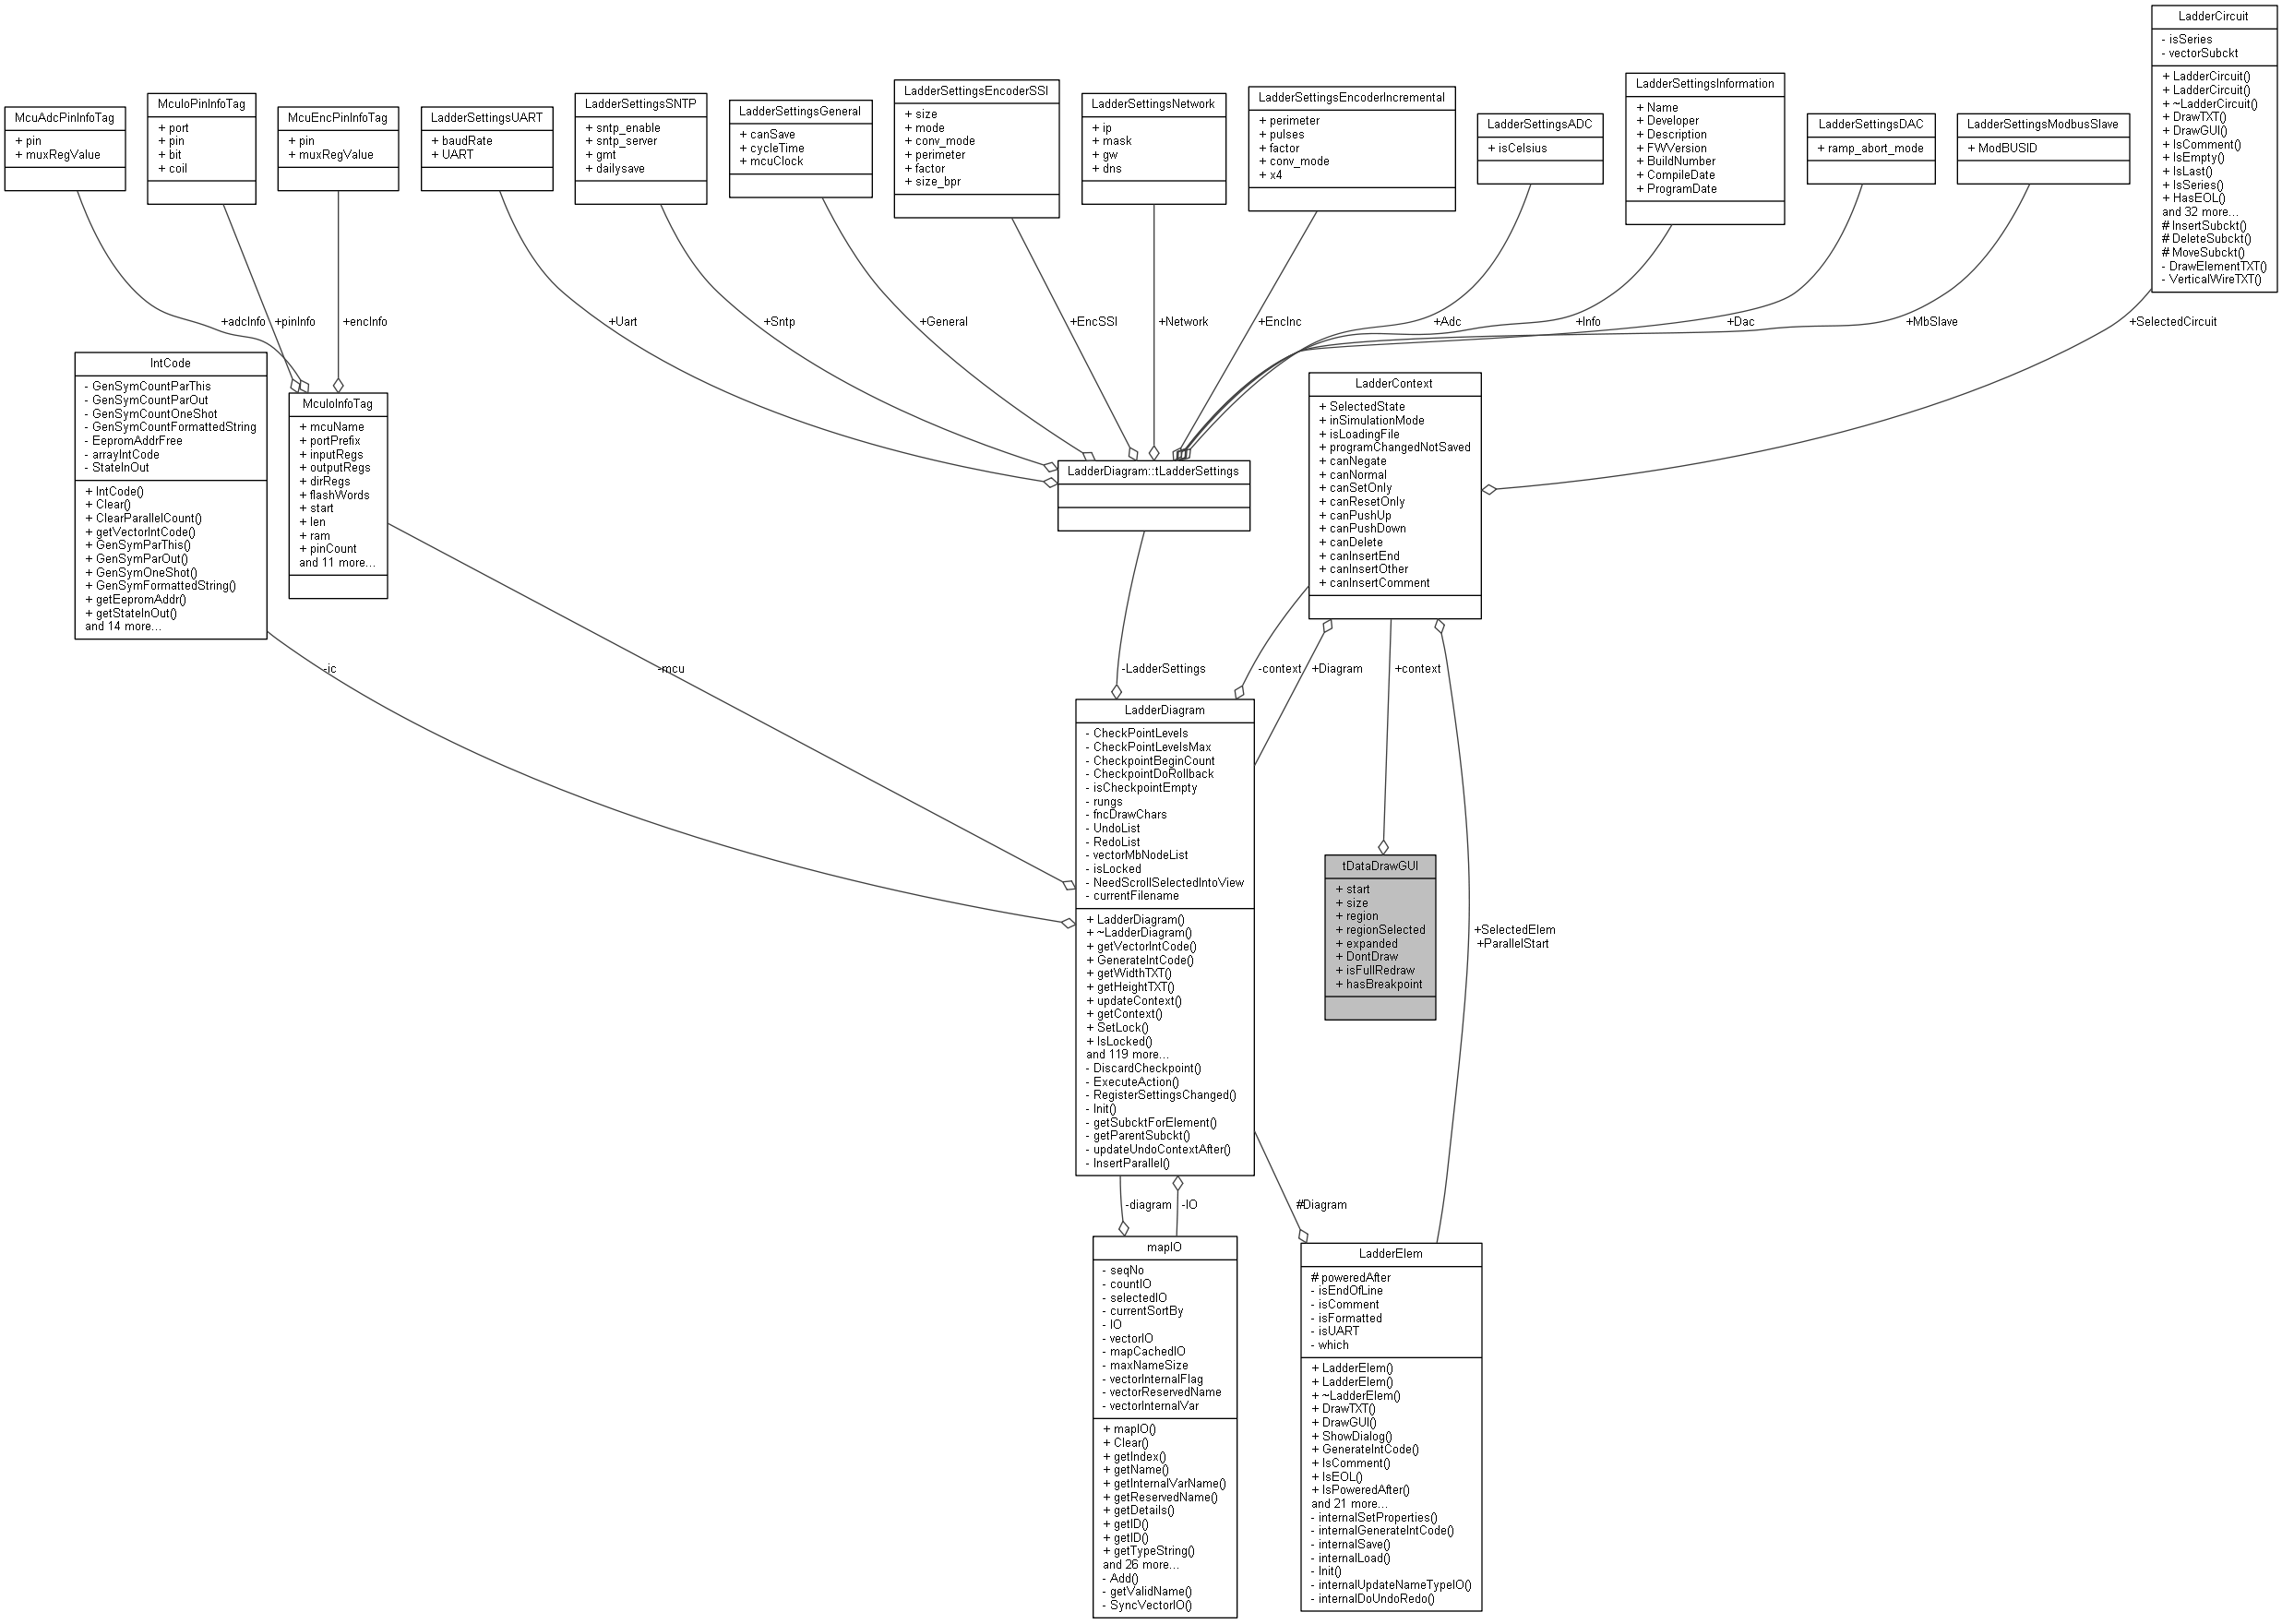 LadderCircuit
- isSeries
- vectorSubckt
+ LadderCircuit()
+ LadderCircuit()
+ ~LadderCircuit()
+ DrawTXT()
+ DrawGUI()
+ IsComment()
+ IsEmpty()
+ IsLast()
+ IsSeries()
+ HasEOL()
and 32 more...
# InsertSubckt()
# DeleteSubckt()
# MoveSubckt()
- DrawElementTXT()
- VerticalWireTXT()
McuAdcPinInfoTag
+ pin
+ muxRegValue
McuIoPinInfoTag
+ port
+ pin
+ bit
+ coil
McuEncPinInfoTag
+ pin
+ muxRegValue
LadderSettingsUART
+ baudRate
+ UART
LadderSettingsSNTP
+ sntp_enable
+ sntp_server
+ gmt
+ dailysave
LadderSettingsGeneral
+ canSave
+ cycleTime
+ mcuClock
LadderSettingsEncoderSSI
+ size
+ mode
+ conv_mode
+ perimeter
+ factor
+ size_bpr
LadderSettingsNetwork
+ ip
+ mask
+ gw
+ dns
LadderSettingsEncoderIncremental
+ perimeter
+ pulses
+ factor
+ conv_mode
+ x4
LadderSettingsADC
+ isCelsius
LadderSettingsInformation
+ Name
+ Developer
+ Description
+ FWVersion
+ BuildNumber
+ CompileDate
+ ProgramDate
LadderSettingsDAC
+ ramp_abort_mode
LadderSettingsModbusSlave
+ ModBUSID
+adcInfo
+pinInfo
+encInfo
+Uart
+Sntp
+General
+EncSSI
+Network
+EncInc
+Adc
+Info
+Dac
+MbSlave
+SelectedCircuit
IntCode
- GenSymCountParThis
- GenSymCountParOut
- GenSymCountOneShot
- GenSymCountFormattedString
- EepromAddrFree
- arrayIntCode
- StateInOut
+ IntCode()
+ Clear()
+ ClearParallelCount()
+ getVectorIntCode()
+ GenSymParThis()
+ GenSymParOut()
+ GenSymOneShot()
+ GenSymFormattedString()
+ getEepromAddr()
+ getStateInOut()
and 14 more...
McuIoInfoTag
+ mcuName
+ portPrefix
+ inputRegs
+ outputRegs
+ dirRegs
+ flashWords
+ start
+ len
+ ram
+ pinCount
and 11 more...
LadderDiagram::tLadderSettings
LadderContext
+ SelectedState
+ inSimulationMode
+ isLoadingFile
+ programChangedNotSaved
+ canNegate
+ canNormal
+ canSetOnly
+ canResetOnly
+ canPushUp
+ canPushDown
+ canDelete
+ canInsertEnd
+ canInsertOther
+ canInsertComment
-ic
-mcu
-LadderSettings
-context
+Diagram
+context
LadderDiagram
- CheckPointLevels
- CheckPointLevelsMax
- CheckpointBeginCount
- CheckpointDoRollback
- isCheckpointEmpty
- rungs
- fncDrawChars
- UndoList
- RedoList
- vectorMbNodeList
- isLocked
- NeedScrollSelectedIntoView
- currentFilename
+ LadderDiagram()
+ ~LadderDiagram()
+ getVectorIntCode()
+ GenerateIntCode()
+ getWidthTXT()
+ getHeightTXT()
+ updateContext()
+ getContext()
+ SetLock()
+ IsLocked()
and 119 more...
- DiscardCheckpoint()
- ExecuteAction()
- RegisterSettingsChanged()
- Init()
- getSubcktForElement()
- getParentSubckt()
- updateUndoContextAfter()
- InsertParallel()
tDataDrawGUI
+ start
+ size
+ region
+ regionSelected
+ expanded
+ DontDraw
+ isFullRedraw
+ hasBreakpoint
+SelectedElem
+ParallelStart
-diagram
-IO
#Diagram
mapIO
- seqNo
- countIO
- selectedIO
- currentSortBy
- IO
- vectorIO
- mapCachedIO
- maxNameSize
- vectorInternalFlag
- vectorReservedName
- vectorInternalVar
+ mapIO()
+ Clear()
+ getIndex()
+ getName()
+ getInternalVarName()
+ getReservedName()
+ getDetails()
+ getID()
+ getID()
+ getTypeString()
and 26 more...
- Add()
- getValidName()
- SyncVectorIO()
LadderElem
# poweredAfter
- isEndOfLine
- isComment
- isFormatted
- isUART
- which
+ LadderElem()
+ LadderElem()
+ ~LadderElem()
+ DrawTXT()
+ DrawGUI()
+ ShowDialog()
+ GenerateIntCode()
+ IsComment()
+ IsEOL()
+ IsPoweredAfter()
and 21 more...
- internalSetProperties()
- internalGenerateIntCode()
- internalSave()
- internalLoad()
- Init()
- internalUpdateNameTypeIO()
- internalDoUndoRedo()